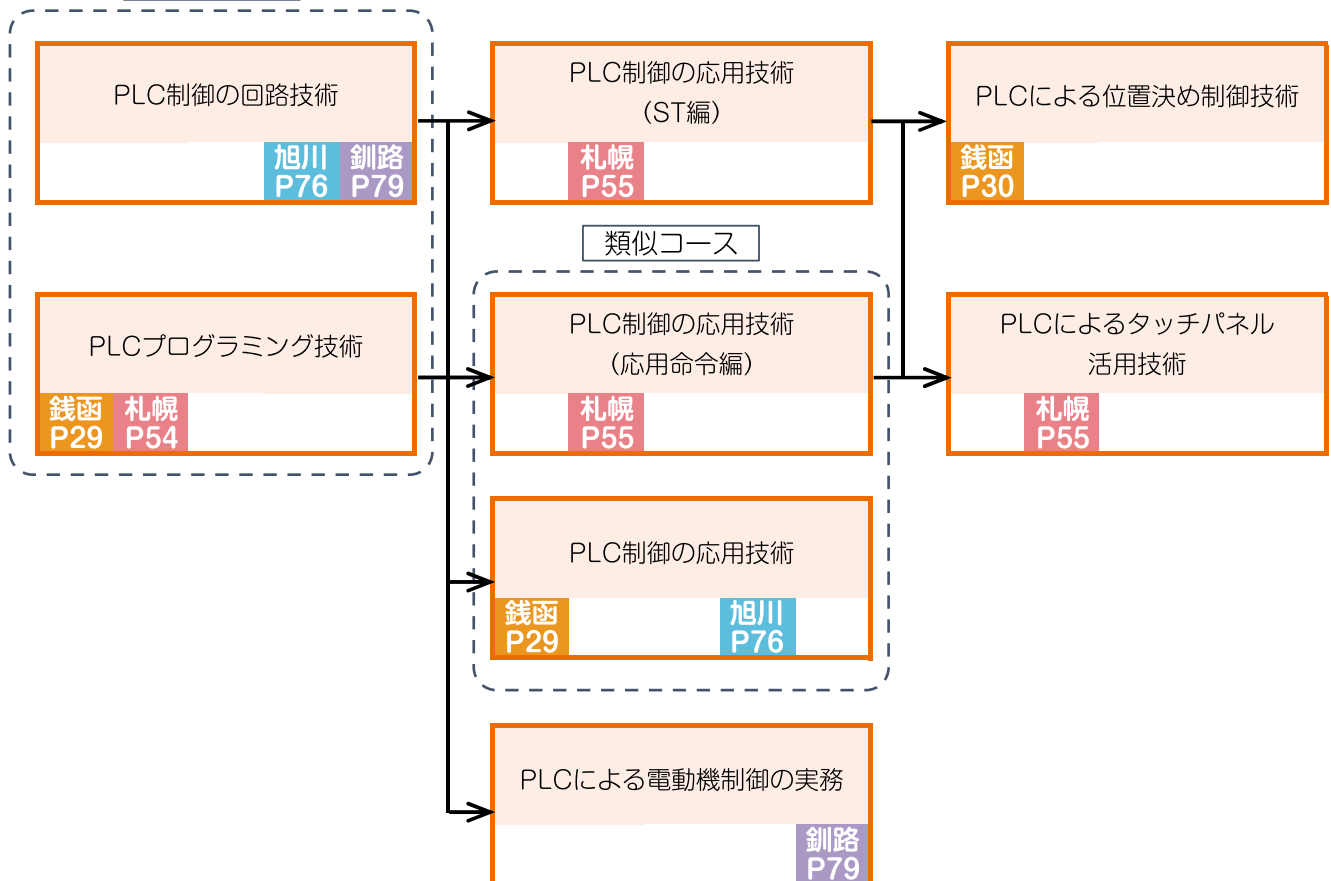 PLC制御の回路技術
旭川
P76
釧路
P79
PLCプログラミング技術
銭函
P29
札幌
P54
PLC制御の応用技術
(ST編)
札幌
P55
類似コース
PLC制御の応用技術
(応用命令編)
札幌
P55
PLC制御の応用技術
銭函
P29
旭川
P76
PLCによる電動機制御の実務
釧路
P79
PLCによる位置決め制御技術
銭函
P30
PLCによるタッチパネル
活用技術
札幌
P55